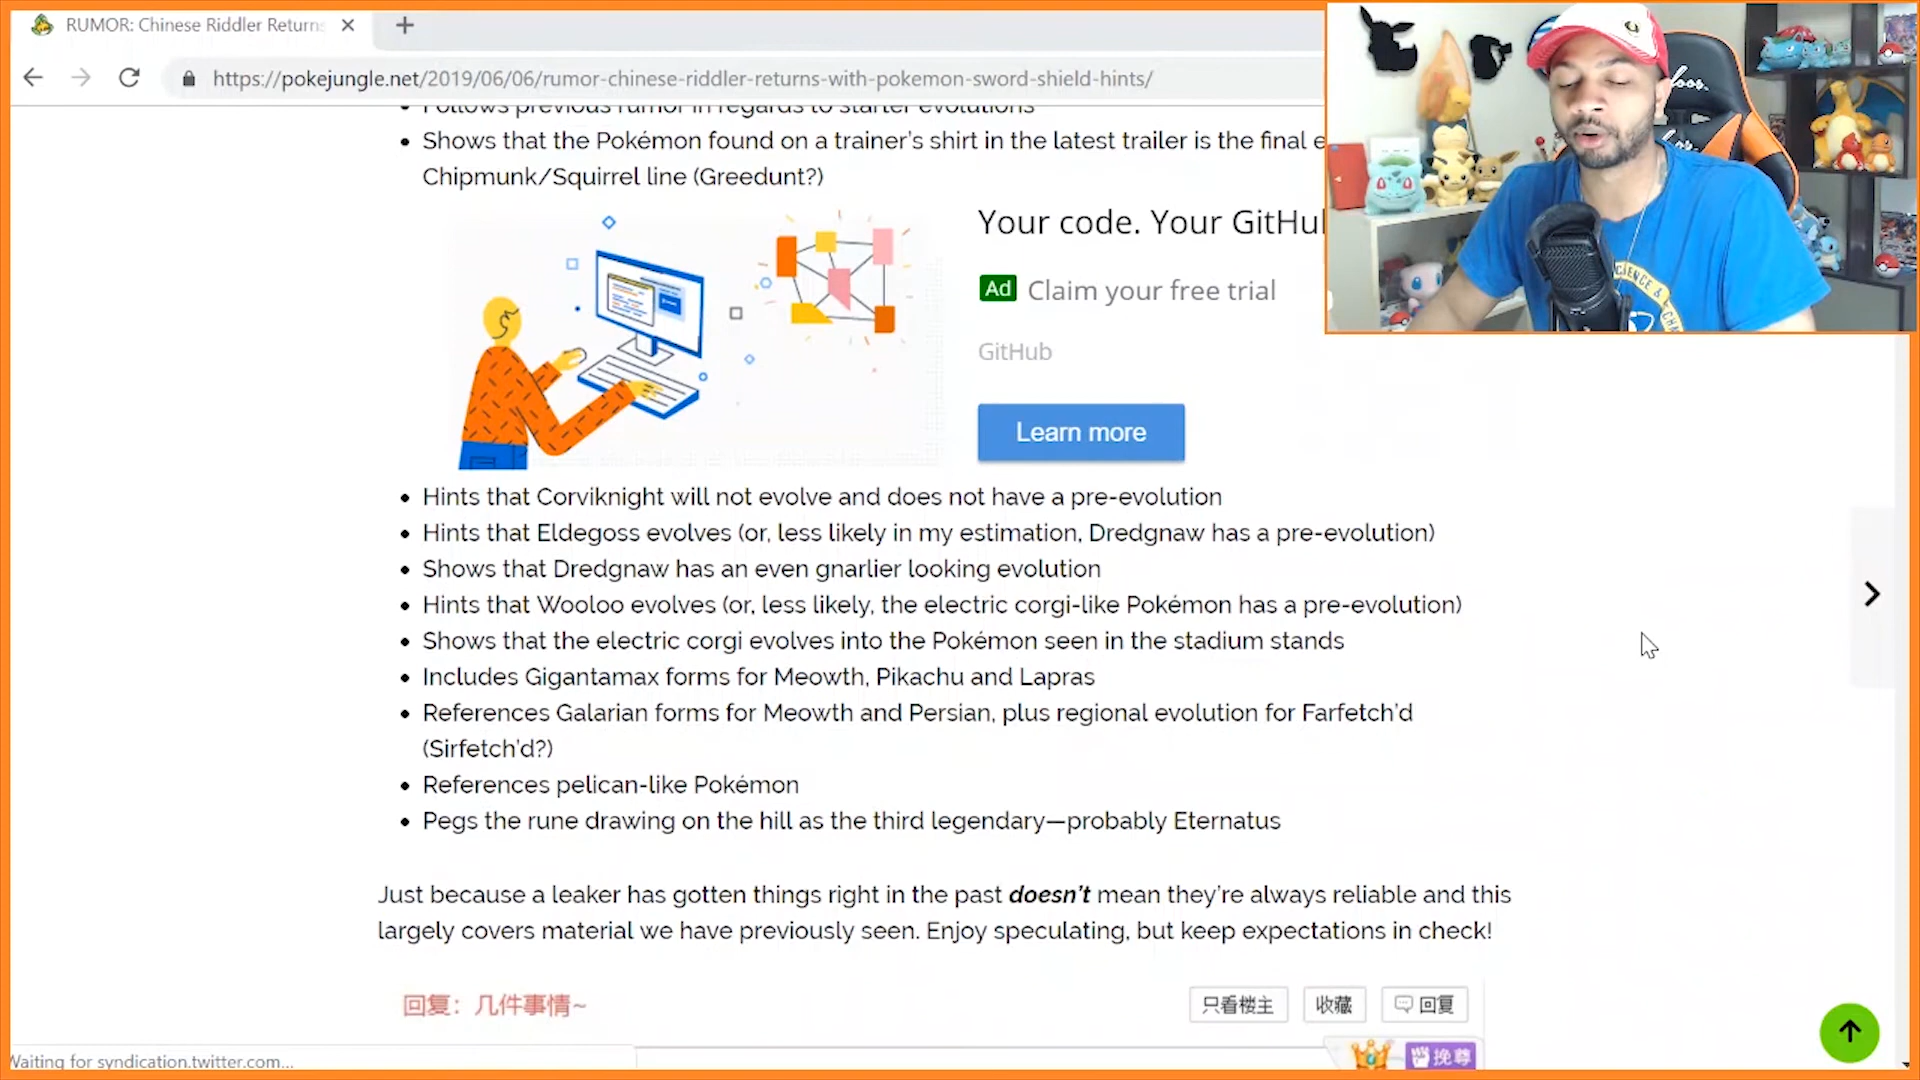 RUMOR: Chinese Riddler Returns
https://pokejungle.net/2019/06/06/rumor-chinese-riddler-returns-with-pokemon-sword-shield-hints/
Follows previous rumor in regards to starter evolutions
Shows that the Pokémon found on a trainer's shirt in the latest trailer is the final e
Chipmunk/Squirrel line (Greedunt?)
Your code. Your GitHu
Ad Claim your free trial
GitHub
Learn more
Hints that Corviknight will not evolve and does not have a pre-evolution
Hints that Eldegoss evolves (or, less likely in my estimation, Dredgnaw has a pre-evolution)
Shows that Dredgnaw has an even gnarlier looking evolution
Hints that Wooloo evolves (or, less likely, the electric corgi-like Pokémon has a pre-evolution)
Shows that the electric corgi evolves into the Pokémon seen in the stadium stands
Includes Gigantamax forms for Meowth, Pikachu and Lapras
References Galarian forms for Meowth and Persian, plus regional evolution for Farfetch'd
(Sirfetch'd?)
References pelican-like Pokémon
Pegs the rune drawing on the hill as the third legendary—probably Eternatus
Just because a leaker has gotten things right in the past doesn't mean they're always reliable and this
largely covers material we have previously seen. Enjoy speculating, but keep expectations in check!
回复：几件事情~
只看楼主 收藏 回复
挽尊
Waiting for syndication.twitter.com...